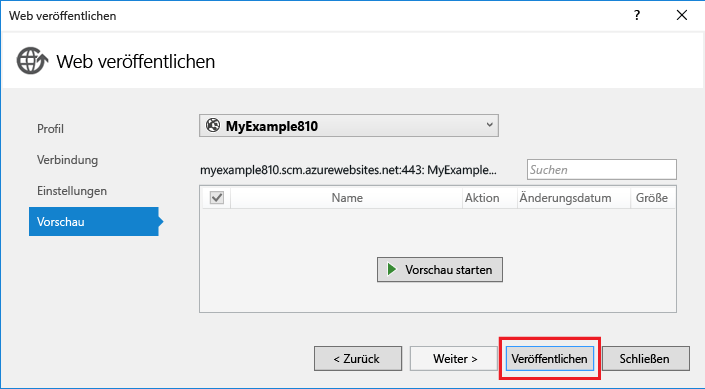 Web veröffentlichen
?
Web veröffentlichen
Profil
Verbindung
Einstellungen
Vorschau
MyExample810
myexample810.scm.azurewebsites.net:443: MyExample...
Suchen
Name Aktion Änderungsdatum Größe
Vorschau starten
< Zurück Weiter > Veröffentlichen Schließen